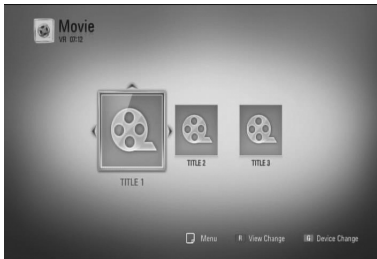 Movie
VR 07:12
TITLE 1
TITLE 2
TITLE 3
Menu
R View Change
G Device Change